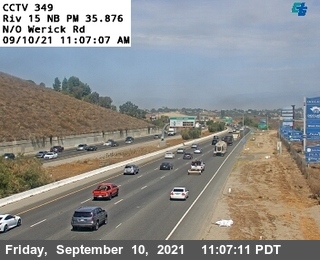 CCTV 349
Riv 15 NB PM 35.876
N/O Werick Rd
09/10/21 11:07:07 AM
Friday, September 10, 2021 11:07:11 PDT